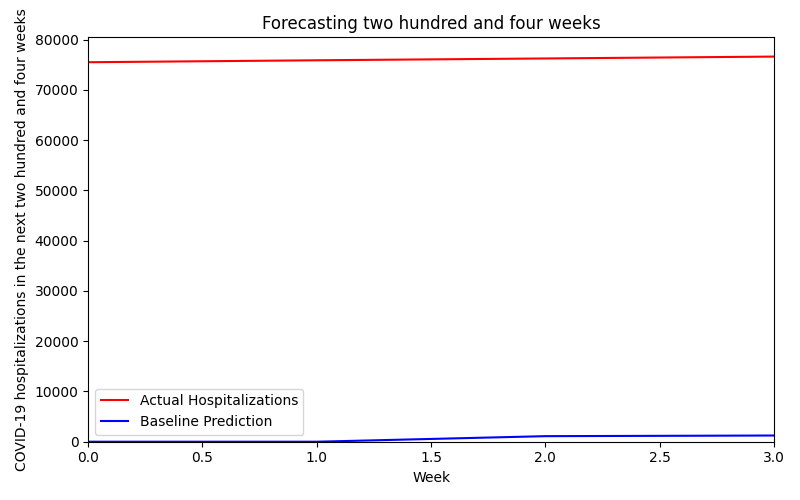 Forecasting two hundred and four weeks
COVID-19 hospitalizations in the next two hundred and four weeks
80000
70000
60000
50000
40000
30000
20000
10000
0
Actual Hospitalizations
Baseline Prediction
0.0 0.5 1.0 1.5 2.0 2.5 3.0
Week